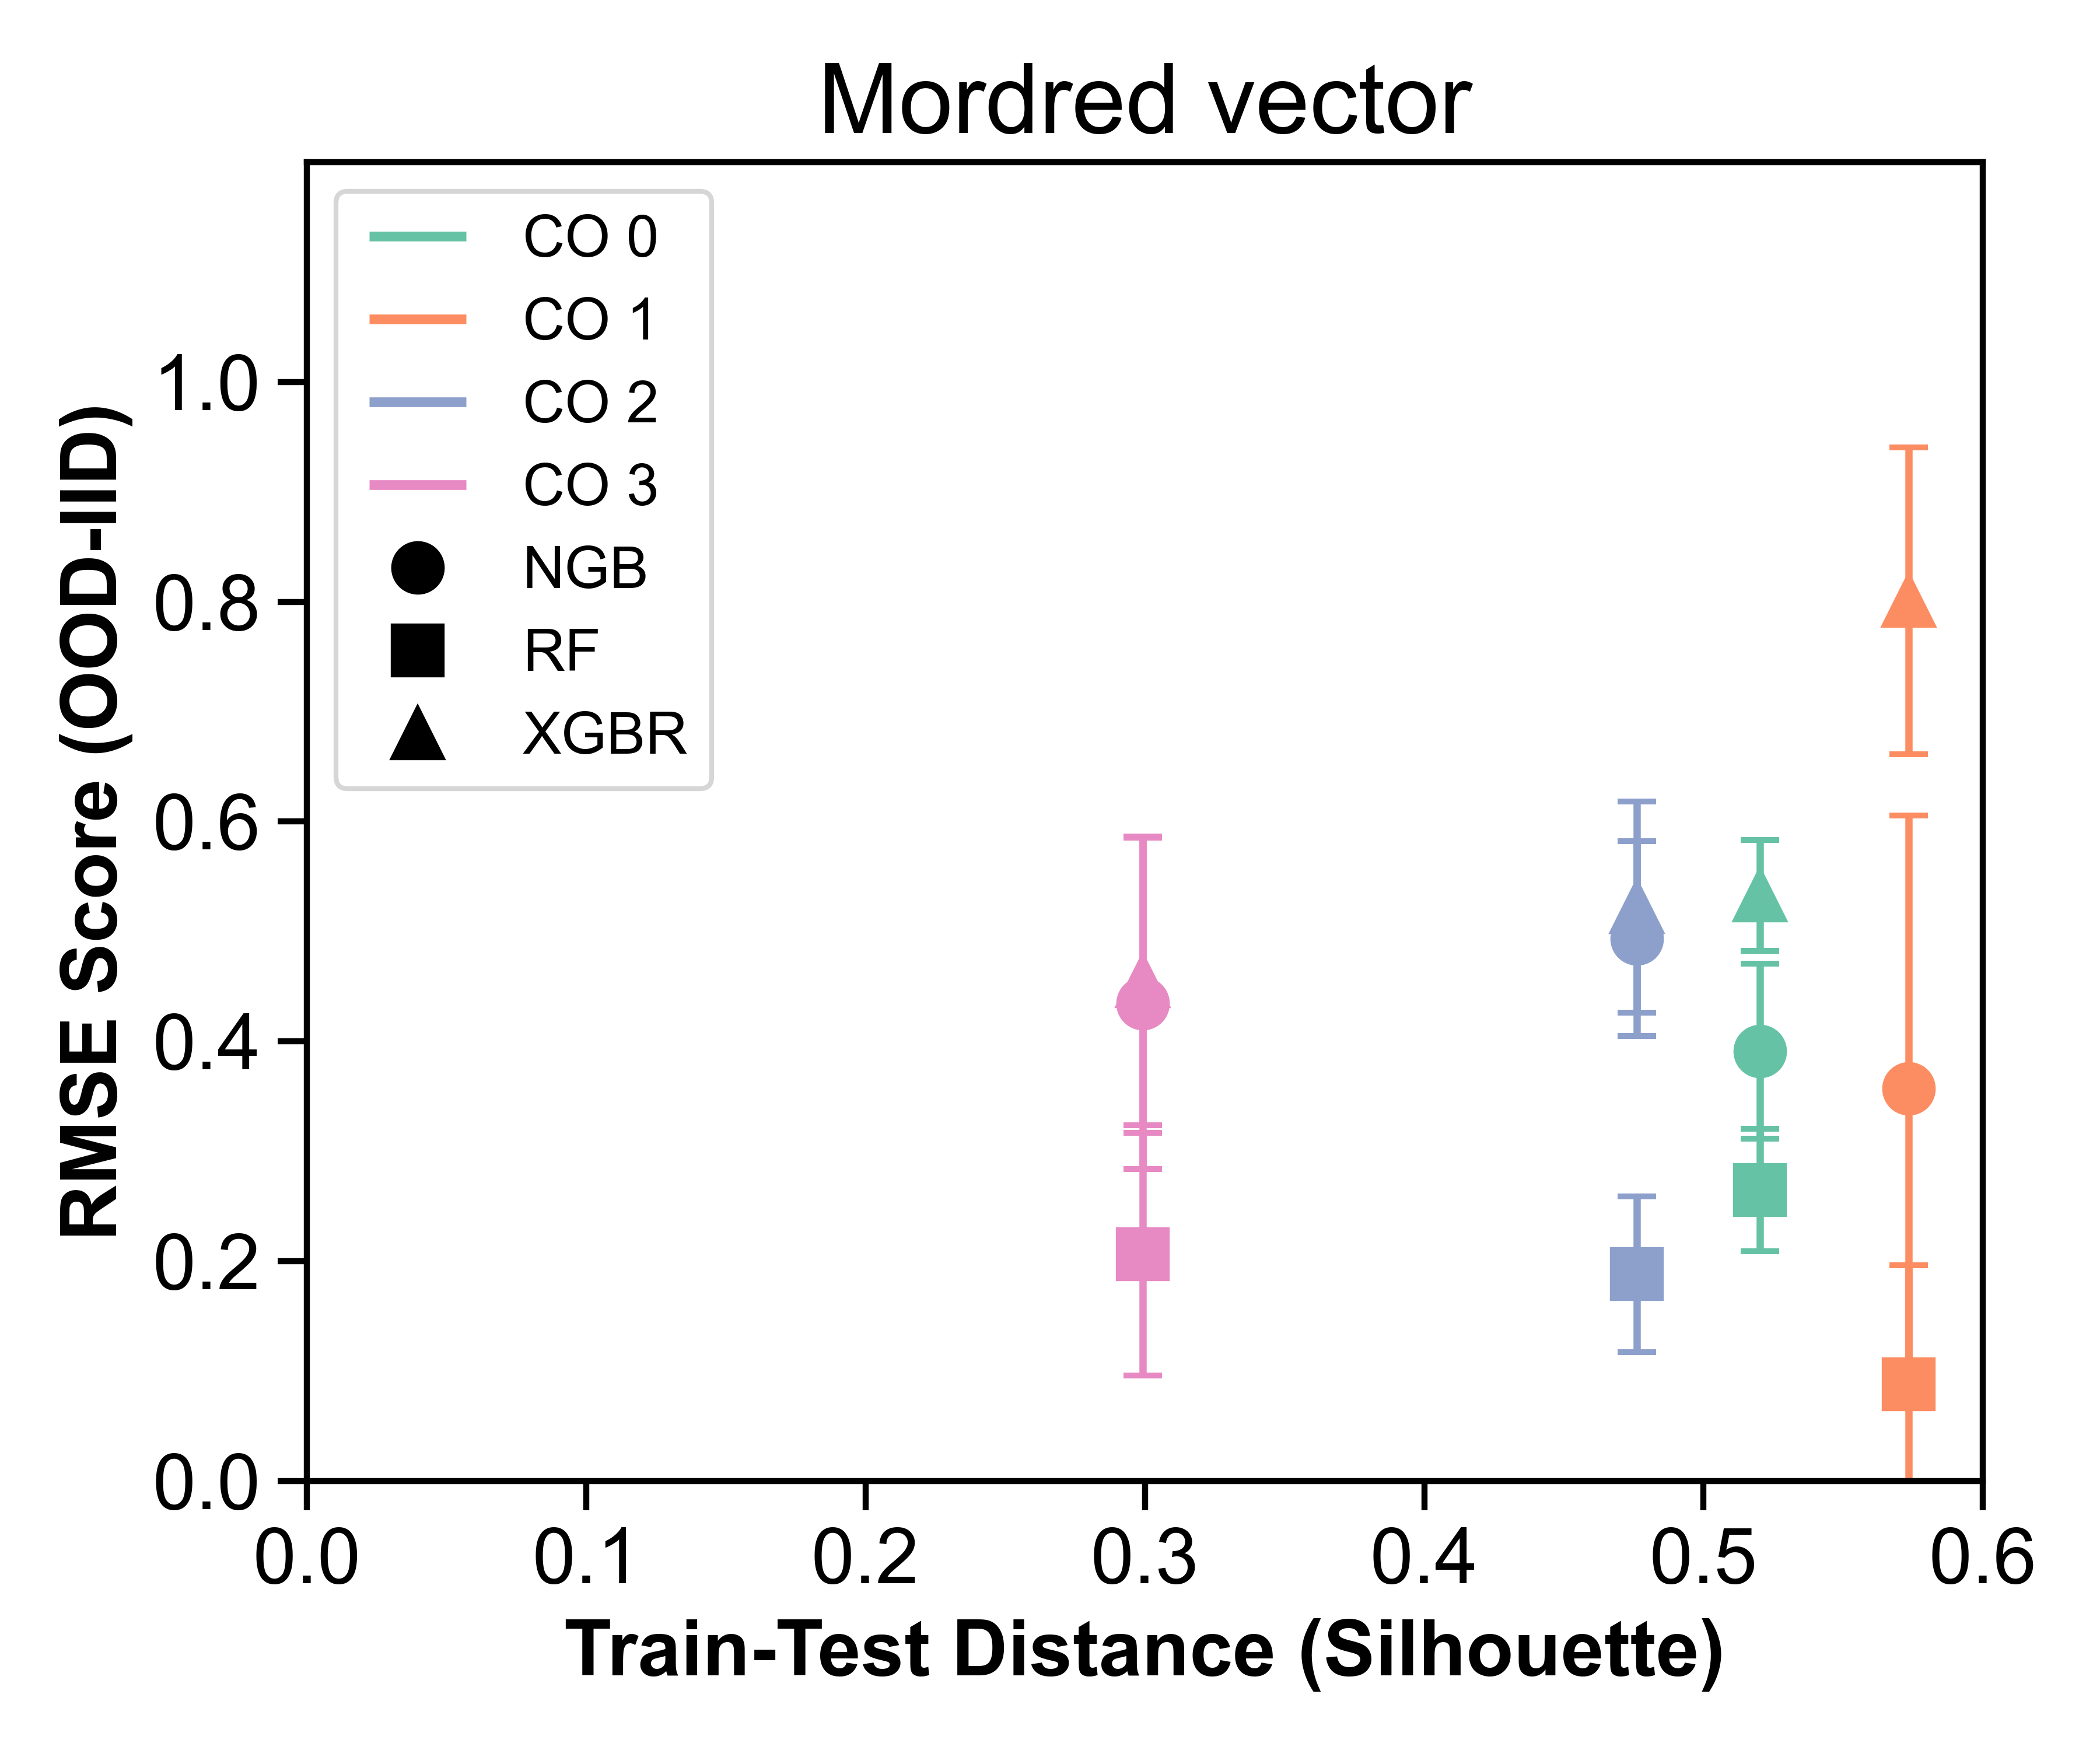 Mordred vector
CO 0
CO 1
CO 2
CO 3
NGB
RF
XGBR
RMSE Score (OOD-IID)
1.0
0.8
0.6
0.4
0.2
0.0
0.0 0.1 0.2 0.3 0.4 0.5 0.6
Train-Test Distance (Silhouette)